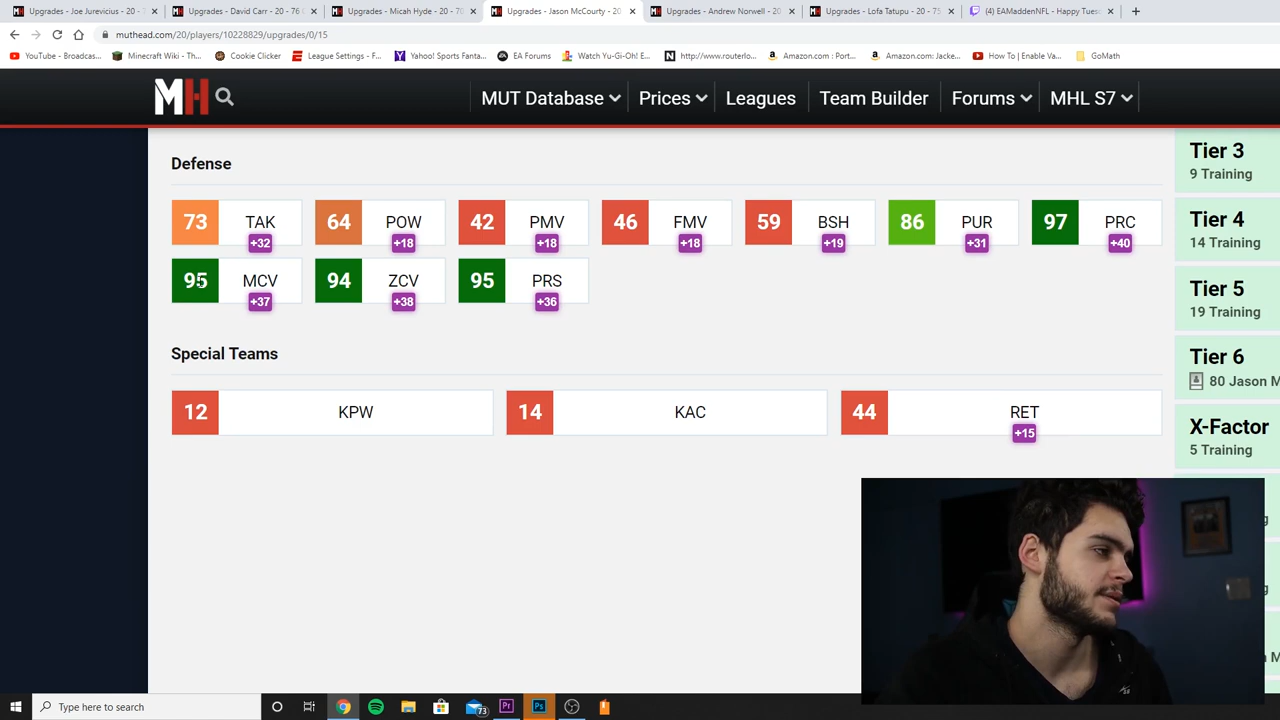 Upgrades - Joe Jurevicius - 20 - Upgrades - David Carr - 20 - 76 Upgrades - Micah Hyde - 20 - 70 Upgrades - Jason McCourty - 20 Upgrades - Andrew Norwell - 20 Upgrades - Lofa Tatupu - 20 - 75 (4) EAMaddenNFL - Happy Tues
muthead.com/20/players/10228829/upgrades/0/15
YouTube - Broadcas... Minecraft Wiki - Th... Cookie Clicker League Settings - F... Yahoo! Sports Fanta... EA Forums Watch Yu-Gi-Oh! E... http://www.routerlo... Amazon.com : Port... Amazon.com: Jacke... How To | Enable Va... GoMath
MH MUT Database Prices Leagues Team Builder Forums MHL S7
Defense
73 TAK +32
64 POW +18
42 PMV +18
46 FMV +18
59 BSH +19
86 PUR +31
97 PRC +40
95 MCV +37
94 ZCV +38
95 PRS +36
Special Teams
12 KPW
14 KAC
44 RET +15
Tier 3
9 Training
Tier 4
14 Training
Tier 5
19 Training
Tier 6
80 Jason M
X-Factor
5 Training
Type here to search
73
Pr
Ps